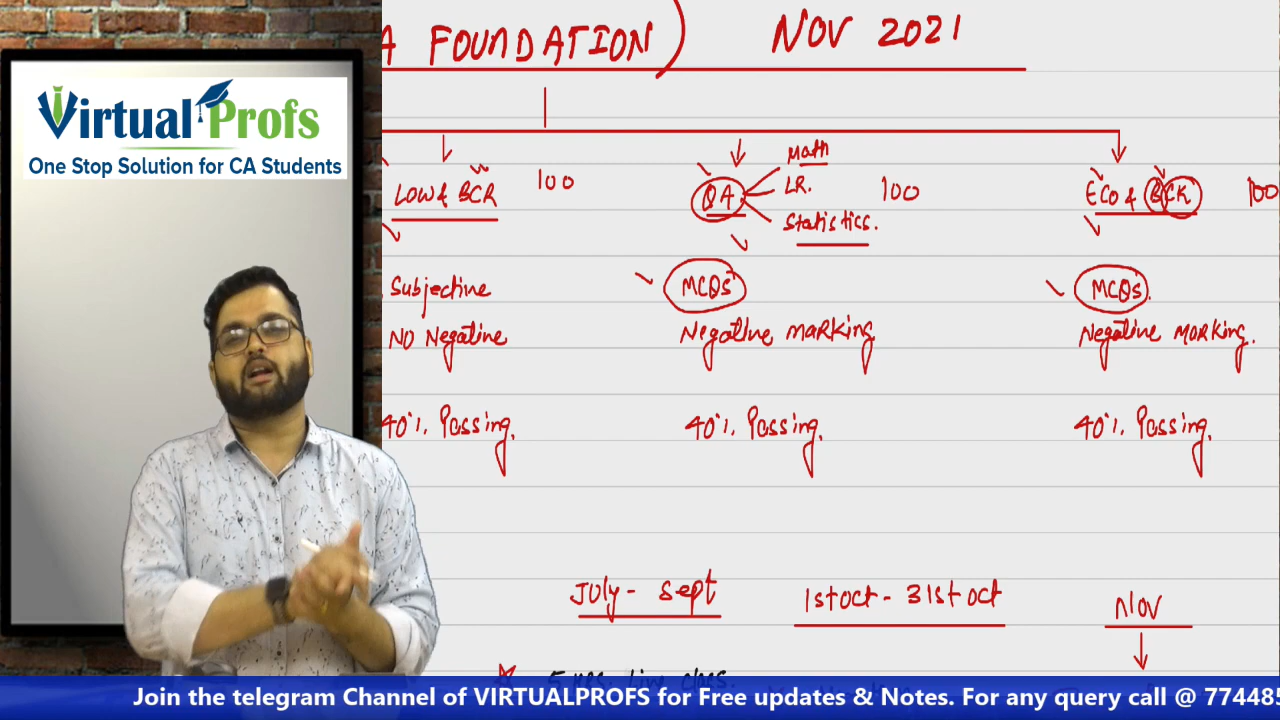 A FOUNDATION) NOV 2021
Virtual Profs
One Stop Solution for CA Students
LAW & BCR 100
QA
Math
LR.
Statistics.
100
ECO & BCK 100
Subjective
MCQs
MCQs.
NO Negative
Negative Marking
Negative Marking.
40%. Passing.
40%. Passing.
40%. Passing.
July - Sept
1st oct - 31st oct
NOV
Join the telegram Channel of VIRTUALPROFS for Free updates & Notes. For any query call @ 774485